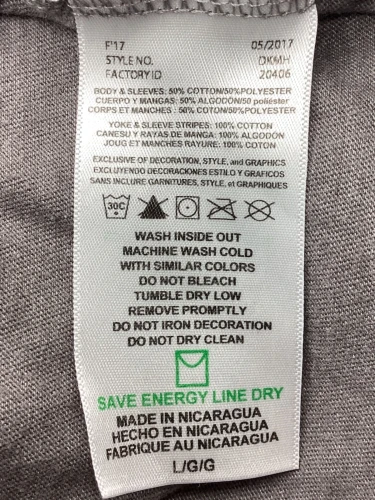 F'17 05/2017
STYLE NO. DKMH
FACTORY ID 20406
BODY & SLEEVES: 50% COTTON/50%POLYESTER
CUERPO Y MANGAS: 50% ALGODÓN/50 poliéster
CORPS ET MANCHES : 50% COTON/50%POLYESTER
YOKE & SLEEVE STRIPES: 100% COTTON
CANESU Y RAYAS DE MANGA: 100% ALGODÓN
JOUG ET MANCHES RAYURE: 100% COTON
EXCLUSIVE OF DECORATION, STYLE, and GRAPHICS
EXCLUYENDO DECORACIONES ESTILO Y GRAFIGLS
SANS INCLURE GARNITURES, STYLE, et GRAPHIQUES
30C
WASH INSIDE OUT
MACHINE WASH COLD
WITH SIMILAR COLORS
DO NOT BLEACH
TUMBLE DRY LOW
REMOVE PROMPTLY
DO NOT IRON DECORATION
DO NOT DRY CLEAN
SAVE ENERGY LINE DRY
MADE IN NICARAGUA
HECHO EN NICARAGUA
FABRIQUE AU NICARAGUA
L/G/G